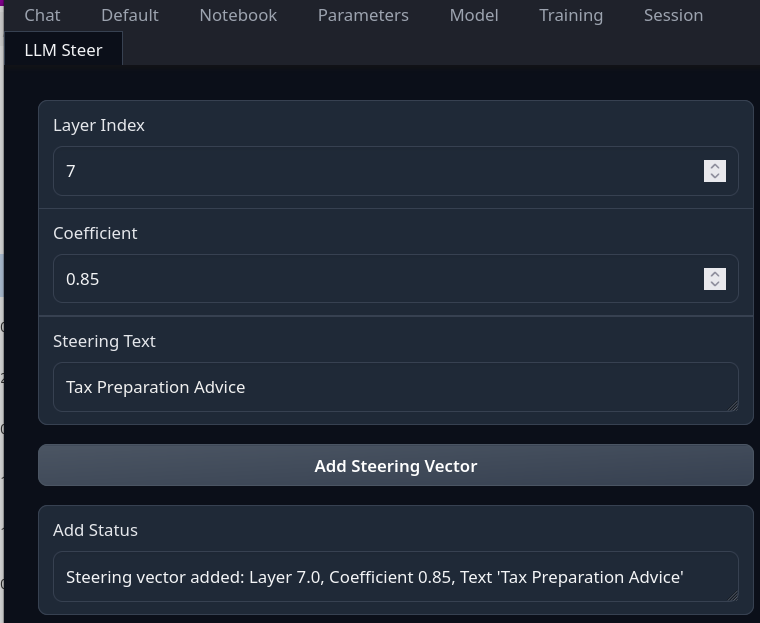 Chat Default Notebook Parameters Model Training Session
LLM Steer
Layer Index
7
Coefficient
0.85
Steering Text
Tax Preparation Advice
Add Steering Vector
Add Status
Steering vector added: Layer 7.0, Coefficient 0.85, Text 'Tax Preparation Advice'